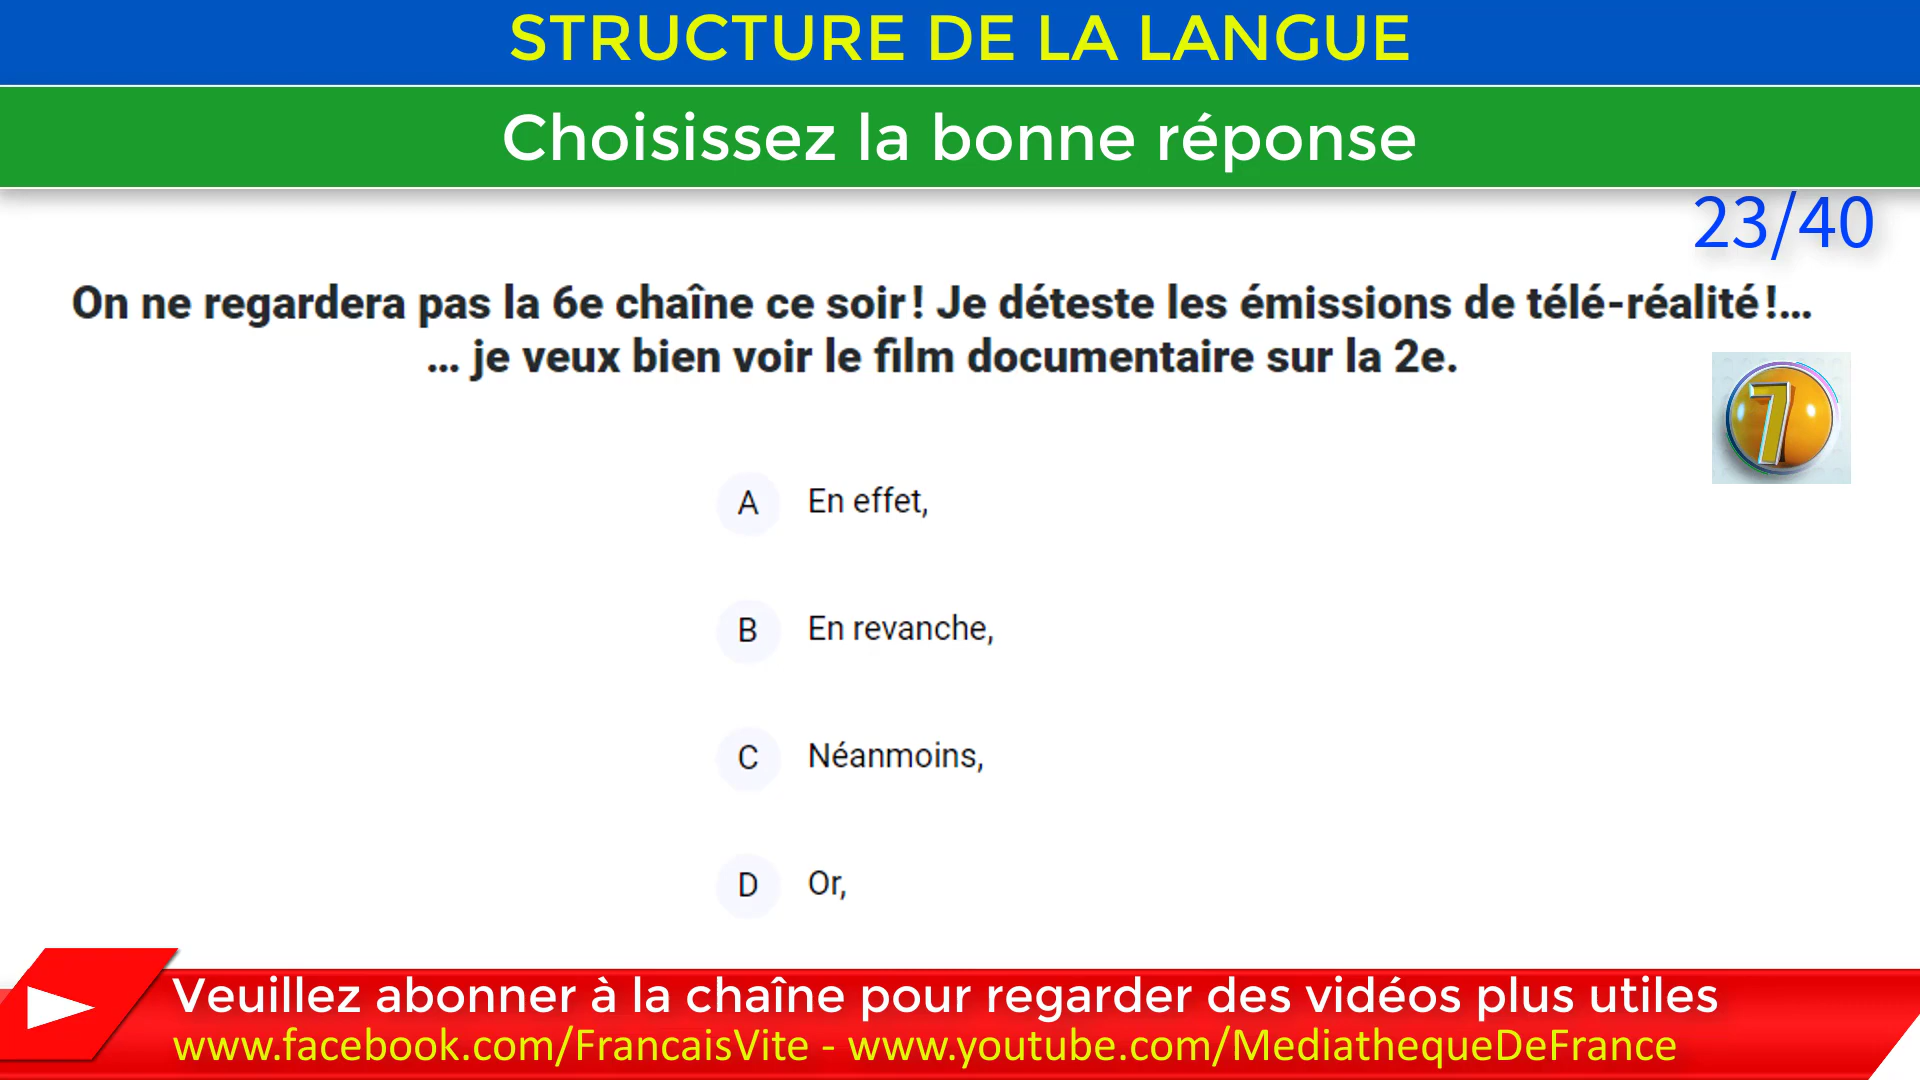 STRUCTURE DE LA LANGUE
Choisissez la bonne réponse
23/40
On ne regardera pas la 6e chaîne ce soir! Je déteste les émissions de télé-réalité!...
... je veux bien voir le film documentaire sur la 2e.
7
A En effet,
B En revanche,
C Néanmoins,
D Or,
Veuillez abonner à la chaîne pour regarder des vidéos plus utiles
www.facebook.com/FrancaisVite - www.youtube.com/MediathequeDeFrance